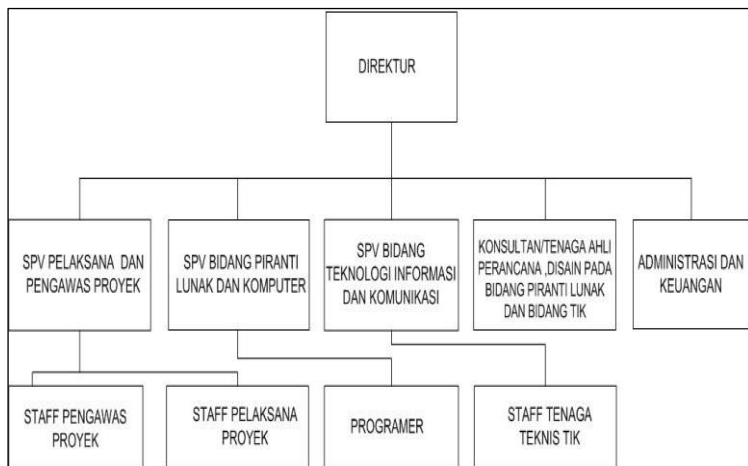 DIREKTUR
SPV PELAKSANA DAN
PENGAWAS PROYEK
SPV BIDANG PIRANTI
LUNAK DAN KOMPUTER
SPV BIDANG
TEKNOLOGI INFORMASI
DAN KOMUNIKASI
KONSULTAN/TENAGA AHLI
PERANCANA ,DISAIN PADA
BIDANG PIRANTI LUNAK
DAN BIDANG TIK
ADMINISTRASI DAN
KEUANGAN
STAFF PENGAWAS
PROYEK
STAFF PELAKSANA
PROYEK
PROGRAMER
STAFF TENAGA
TEKNIS TIK